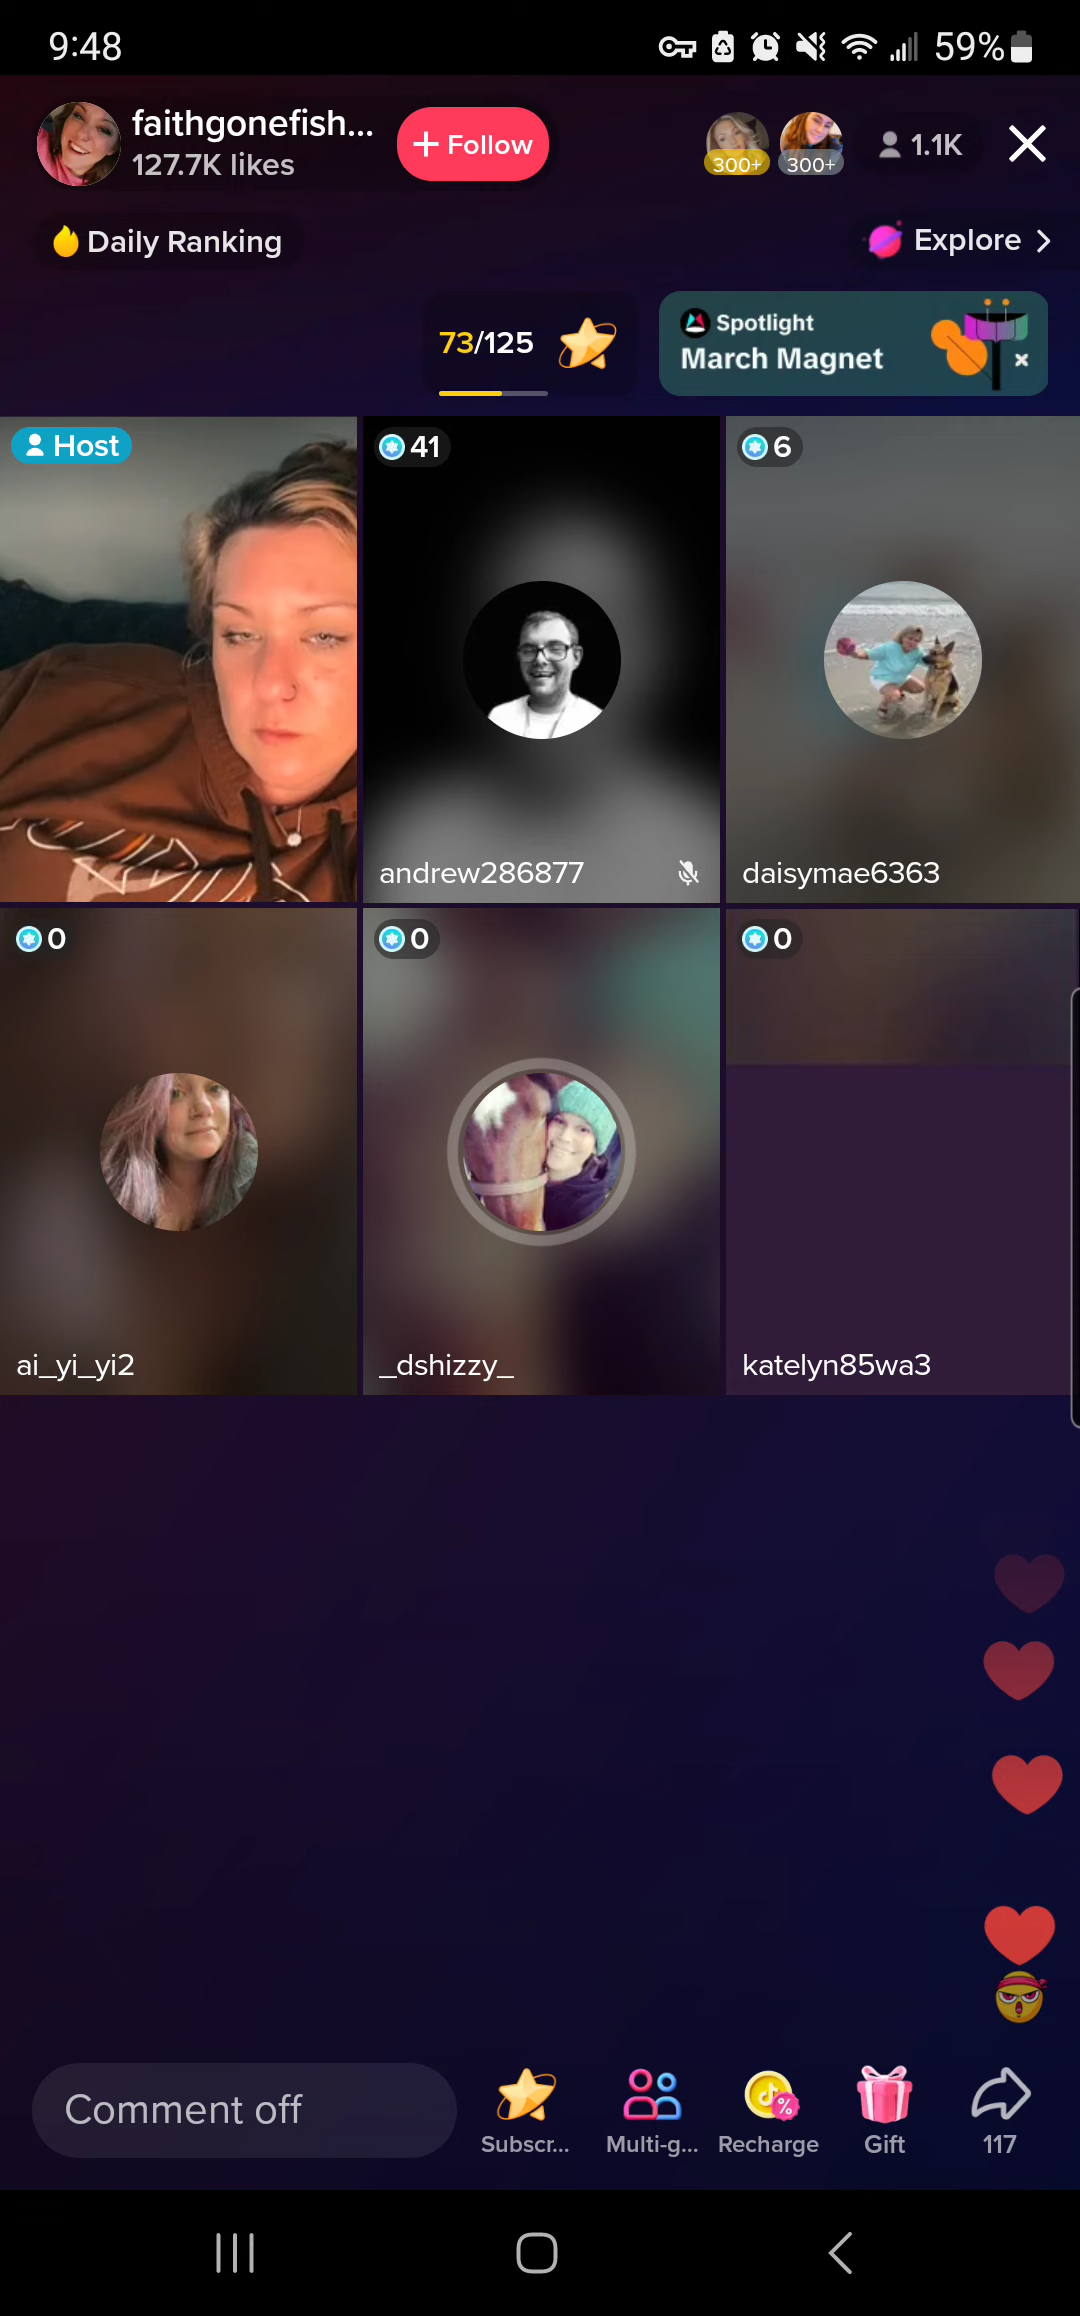 9:48
59%
faithgonefish...
127.7K likes
+ Follow
300+
300+
1.1K
Daily Ranking
Explore
73/125
Spotlight
March Magnet
Host
41
6
andrew286877
daisymae6363
0
0
0
ai_yi_yi2
_dshizzy_
katelyn85wa3
Comment off
Subscr...
Multi-g...
Recharge
Gift
117